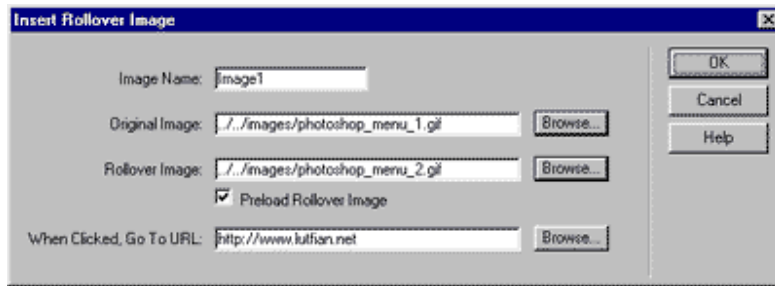 Insert Rollover Image
Image Name: Image1
Original Image: ../../images/photoshop_menu_1.gif Browse...
Rollover Image: ../../images/photoshop_menu_2.gif Browse...
Preload Rollover Image
When Clicked, Go To URL: http://www.lutfian.net Browse...
OK
Cancel
Help